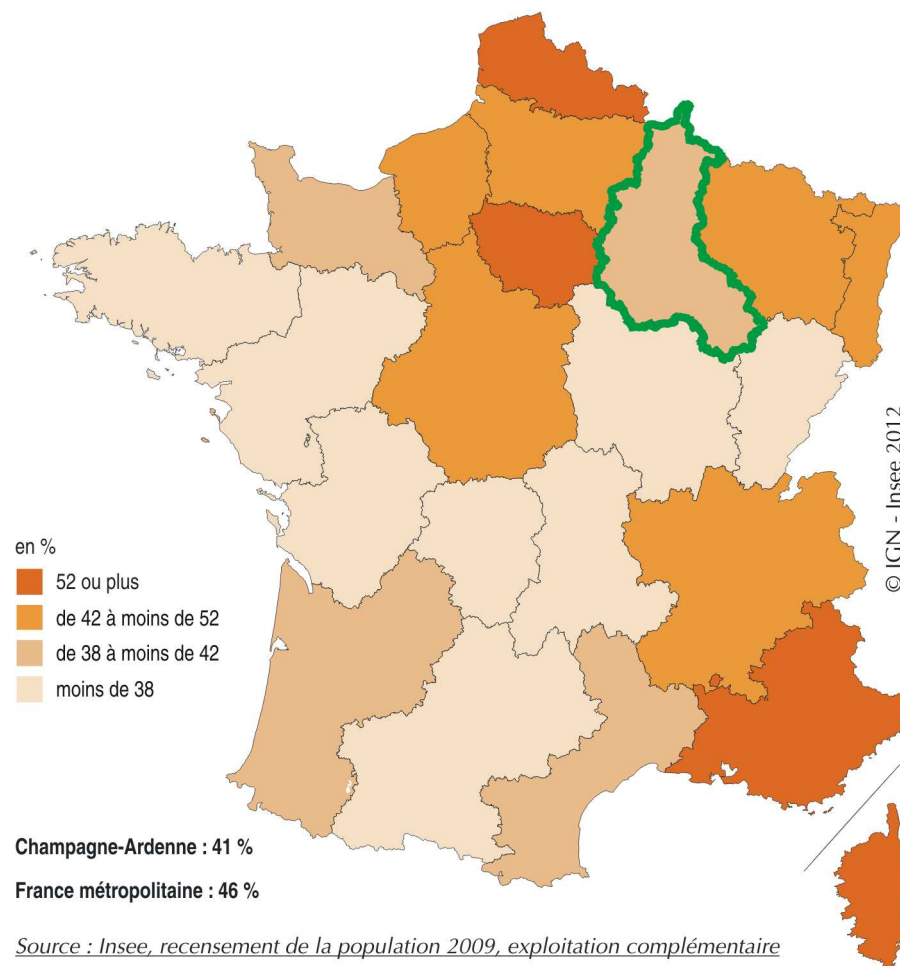 en %
52 ou plus
de 42 à moins de 52
de 38 à moins de 42
moins de 38
Champagne-Ardenne : 41 %
France métropolitaine : 46 %
Source : Insee, recensement de la population 2009, exploitation complémentaire
© IGN - Insee 2012